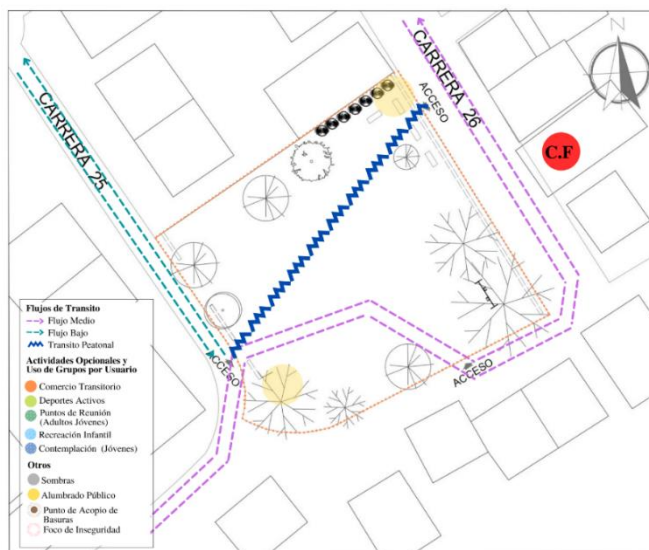 N
CARRERA 25
CARRERA 26
ACCESO
C.F
ACCESO
ACCESO
Flujos de Transito
Flujo Medio
Flujo Bajo
Transito Peatonal
Actividades Opcionales y
Uso de Grupos por Usuario
Comercio Transitorio
Deportes Activos
Puntos de Reunión
(Adultos Jóvenes)
Recreación Infantil
Contemplación (Jóvenes)
Otros
Sombras
Alumbrado Público
Punto de Acopio de
Basuras
Foco de Inseguridad